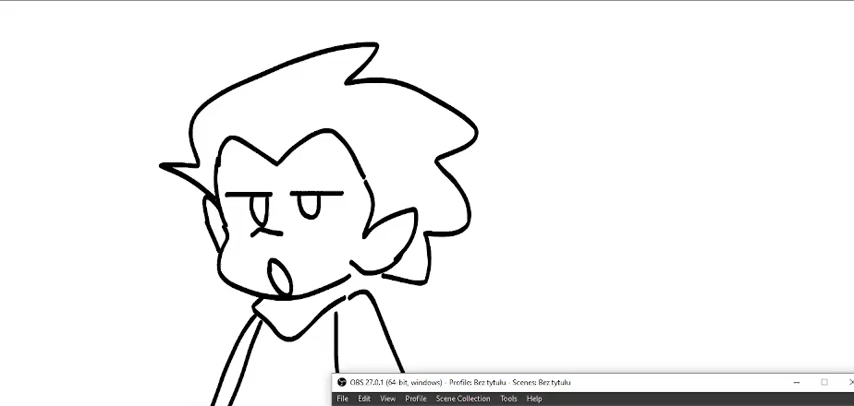 OBS 27.0.1 (64-bit, windows) - Profile: Bez tytułu - Scenes: Bez tytułu
File Edit View Profile Scene Collection Tools Help